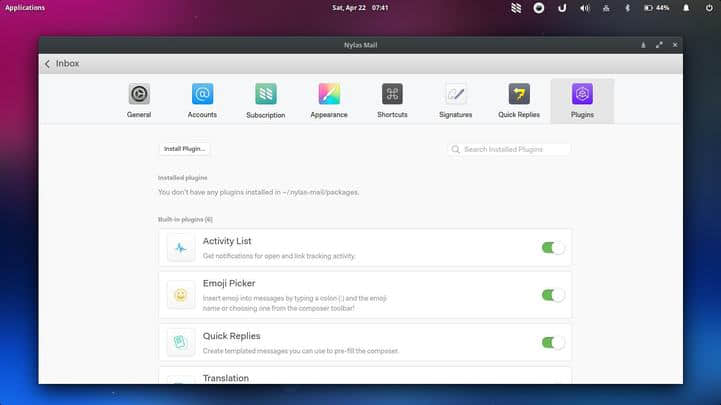 Applications
Sat, Apr 22 07:41
44%
Nylas Mail
Inbox
General
Accounts
Subscription
Appearance
Shortcuts
Signatures
Quick Replies
Plugins
Install Plugin...
Search Installed Plugins
Installed plugins
You don't have any plugins installed in ~/.nylas-mail/packages.
Built-in plugins (6)
Activity List
Get notifications for open and link tracking activity.
Emoji Picker
Insert emoji into messages by typing a colon (:) and the emoji
name or choosing one from the composer toolbar!
Quick Replies
Create templated messages you can use to pre-fill the composer.
Translation